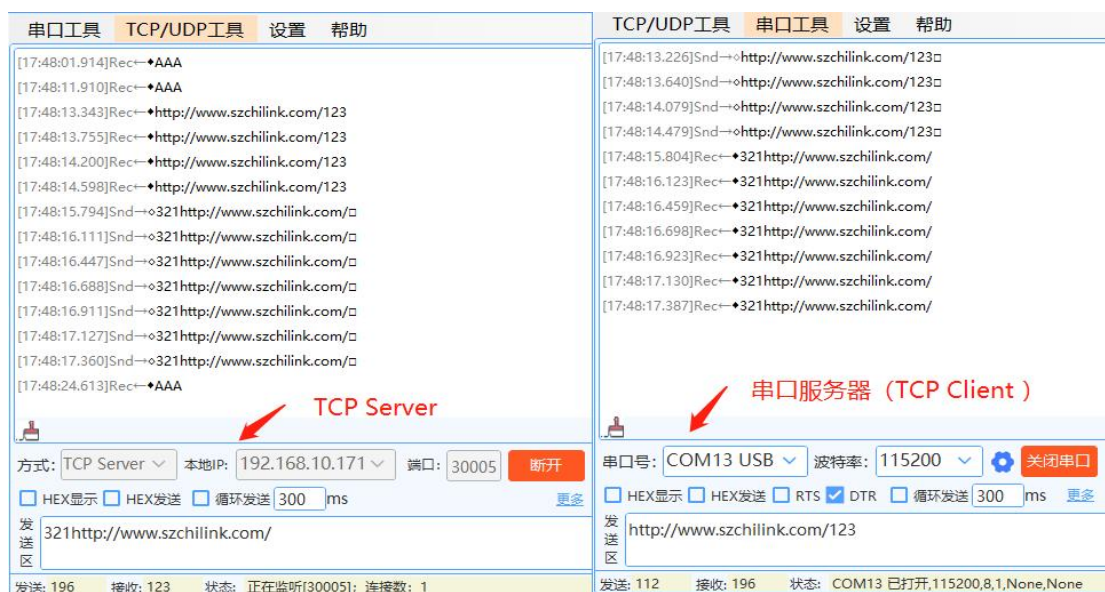 串口工具 TCP/UDP工具 设置 帮助
[17:48:01.914]Rec←◆AAA
[17:48:11.910]Rec←◆AAA
[17:48:13.343]Rec←◆http://www.szchilink.com/123
[17:48:13.755]Rec←◆http://www.szchilink.com/123
[17:48:14.200]Rec←◆http://www.szchilink.com/123
[17:48:14.598]Rec←◆http://www.szchilink.com/123
[17:48:15.794]Snd→◇321http://www.szchilink.com/□
[17:48:16.111]Snd→◇321http://www.szchilink.com/□
[17:48:16.447]Snd→◇321http://www.szchilink.com/□
[17:48:16.688]Snd→◇321http://www.szchilink.com/□
[17:48:16.911]Snd→◇321http://www.szchilink.com/□
[17:48:17.127]Snd→◇321http://www.szchilink.com/□
[17:48:17.360]Snd→◇321http://www.szchilink.com/□
[17:48:24.613]Rec←◆AAA
TCP Server
方式: TCP Server 本地IP: 192.168.10.171 端口: 30005 断开
HEX显示 HEX发送 循环发送 300 ms 更多
发送区 321http://www.szchilink.com/
发送: 196 接收: 123 状态: 正在监听[30005]; 连接数: 1
TCP/UDP工具 串口工具 设置 帮助
[17:48:13.226]Snd→◇http://www.szchilink.com/123□
[17:48:13.640]Snd→◇http://www.szchilink.com/123□
[17:48:14.079]Snd→◇http://www.szchilink.com/123□
[17:48:14.479]Snd→◇http://www.szchilink.com/123□
[17:48:15.804]Rec←◆321http://www.szchilink.com/
[17:48:16.123]Rec←◆321http://www.szchilink.com/
[17:48:16.459]Rec←◆321http://www.szchilink.com/
[17:48:16.698]Rec←◆321http://www.szchilink.com/
[17:48:16.923]Rec←◆321http://www.szchilink.com/
[17:48:17.130]Rec←◆321http://www.szchilink.com/
[17:48:17.387]Rec←◆321http://www.szchilink.com/
串口服务器（TCP Client ）
串口号: COM13 USB 波特率: 115200 关闭串口
HEX显示 HEX发送 RTS DTR 循环发送 300 ms 更多
发送区 http://www.szchilink.com/123
发送: 112 接收: 196 状态: COM13 已打开,115200,8,1,None,None